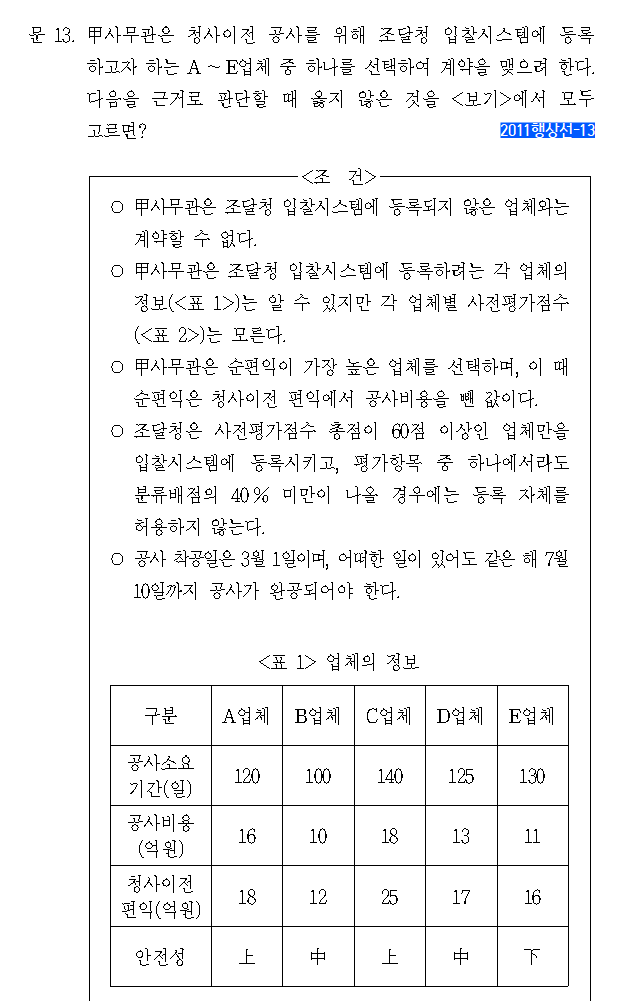 문 13. 甲사무관은 청사이전 공사를 위해 조달청 입찰시스템에 등록
하고자 하는 A ~ E업체 중 하나를 선택하여 계약을 맺으려 한다.
다음을 근거로 판단할 때 옳지 않은 것을 <보기>에서 모두
고르면?
2011행상선-13
<조 건>
○ 甲사무관은 조달청 입찰시스템에 등록되지 않은 업체와는
계약할 수 없다.
○ 甲사무관은 조달청 입찰시스템에 등록하려는 각 업체의
정보(<표 1>)는 알 수 있지만 각 업체별 사전평가점수
(<표 2>)는 모른다.
○ 甲사무관은 순편익이 가장 높은 업체를 선택하며, 이 때
순편익은 청사이전 편익에서 공사비용을 뺀 값이다.
○ 조달청은 사전평가점수 총점이 60점 이상인 업체만을
입찰시스템에 등록시키고, 평가항목 중 하나에서라도
분류배점의 40% 미만이 나올 경우에는 등록 자체를
허용하지 않는다.
○ 공사 착공일은 3월 1일이며, 어떠한 일이 있어도 같은 해 7월
10일까지 공사가 완공되어야 한다.
<표 1> 업체의 정보
구분 A업체 B업체 C업체 D업체 E업체
공사소요
기간(일) 120 100 140 125 130
공사비용
(억원) 16 10 18 13 11
청사이전
편익(억원) 18 12 25 17 16
안전성 上 中 上 中 下